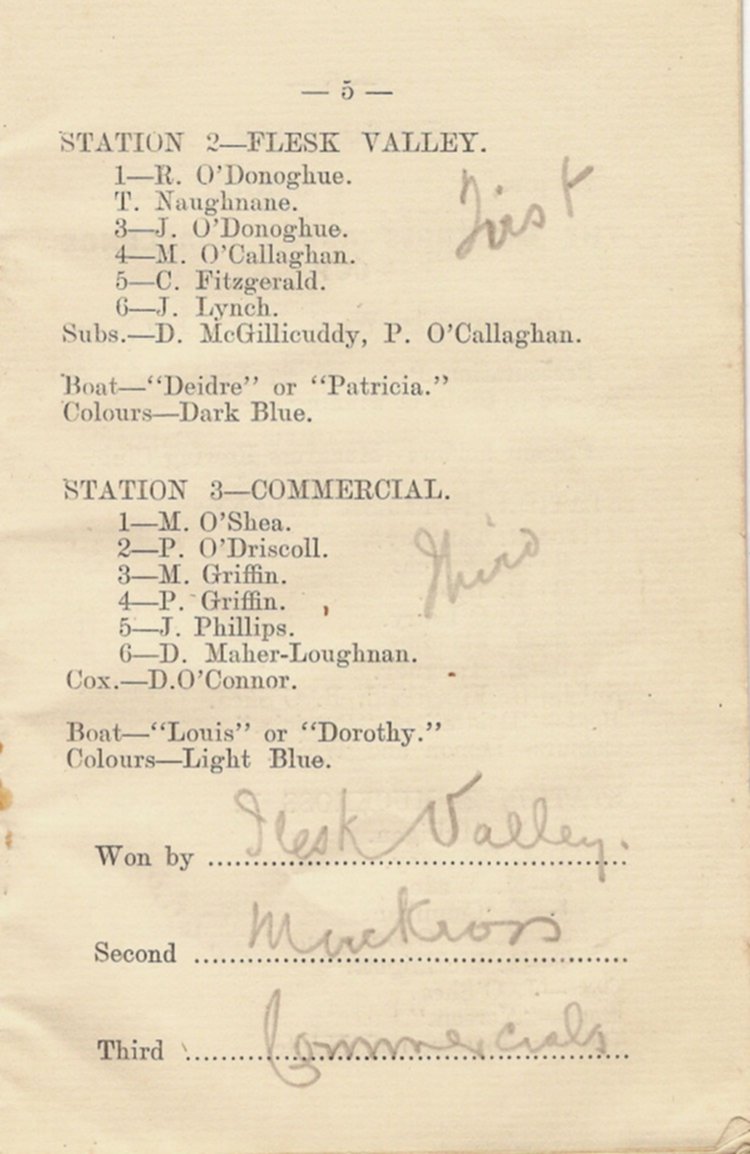 — 5 —
STATION 2—FLESK VALLEY.
1—R. O'Donoghue.
T. Naughnane.
First
3—J. O'Donoghue.
4—M. O'Callaghan.
5—C. Fitzgerald.
6—J. Lynch.
Subs.—D. McGillicuddy, P. O'Callaghan.
Boat—“Deidre” or “Patricia.”
Colours—Dark Blue.
STATION 3—COMMERCIAL.
1—M. O'Shea.
2—P. O'Driscoll.
Third
3—M. Griffin.
4—P. Griffin.
5—J. Phillips.
6—D. Maher-Loughnan.
Cox.—D.O'Connor.
Boat—“Louis” or “Dorothy.”
Colours—Light Blue.
Won by Flesk Valley.
Second Muckross
Third Commercials